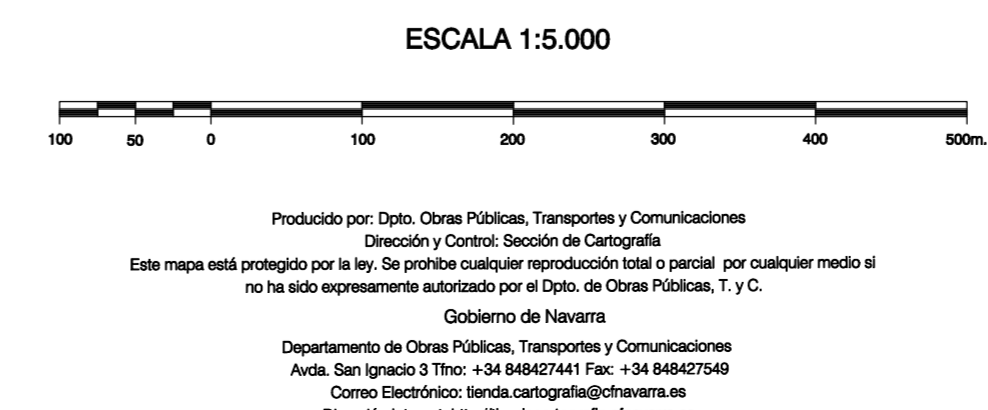 ESCALA 1:5.000
100 50 0 100 200 300 400 500m.
Producido por: Dpto. Obras Públicas, Transportes y Comunicaciones
Dirección y Control: Sección de Cartografía
Este mapa está protegido por la ley. Se prohibe cualquier reproducción total o parcial por cualquier medio si
no ha sido expresamente autorizado por el Dpto. de Obras Públicas, T. y C.
Gobierno de Navarra
Departamento de Obras Públicas, Transportes y Comunicaciones
Avda. San Ignacio 3 Tfno: +34 848427441 Fax: +34 848427549
Correo Electrónico: tienda.cartografia@cfnavarra.es